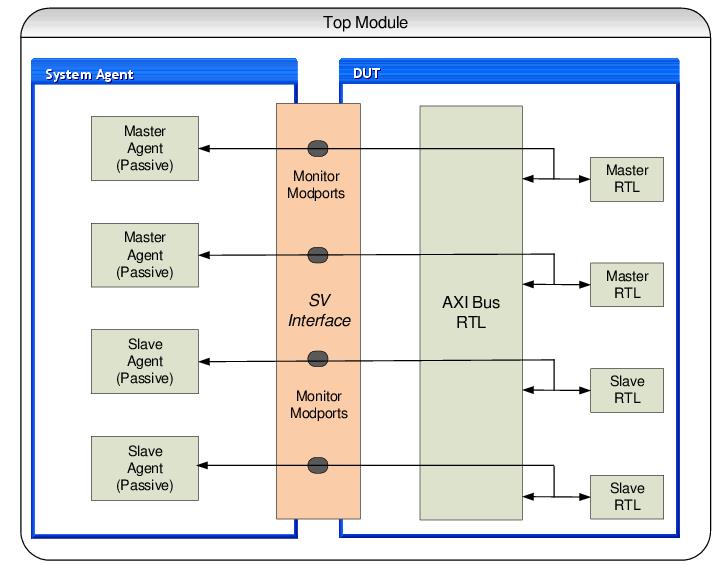 Top Module
System Agent
DUT
Master
Agent
(Passive)
Monitor
Modports
Master
RTL
Master
Agent
(Passive)
SV
Interface
AXI Bus
RTL
Master
RTL
Slave
Agent
(Passive)
Monitor
Modports
Slave
RTL
Slave
Agent
(Passive)
Slave
RTL